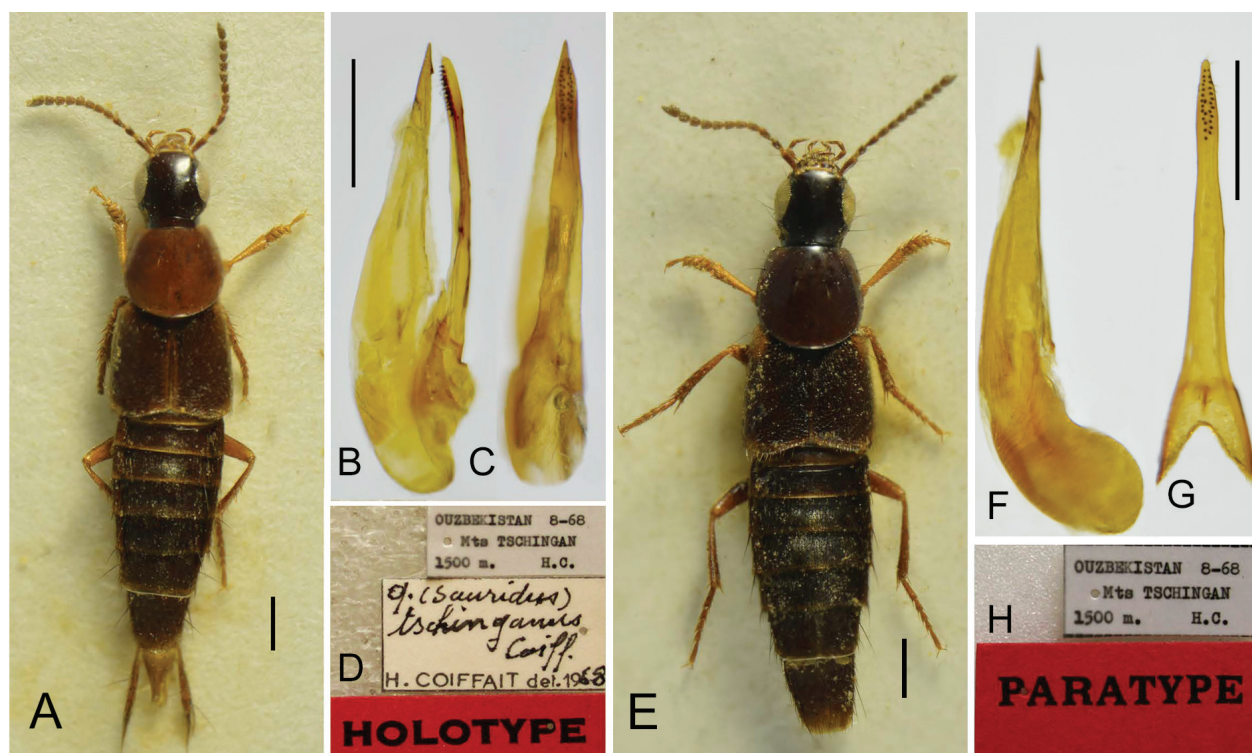 A
B
C
OUZBEKISTAN 8-68
Mts TSCHINGAN
1500 m. H.C.
q. (Sauridus)
tschinganus
Coiff.
H. COIFFAIT det. 1968
D
HOLOTYPE
E
F
G
OUZBEKISTAN 8-68
Mts TSCHINGAN
1500 m. H.C.
H
PARATYPE